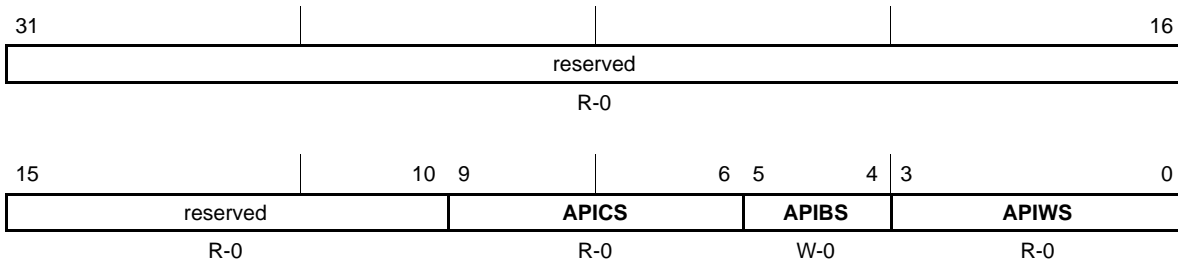 31 16
reserved
R-0
15 10 9 6 5 4 3 0
reserved APICS APIBS APIWS
R-0 R-0 W-0 R-0